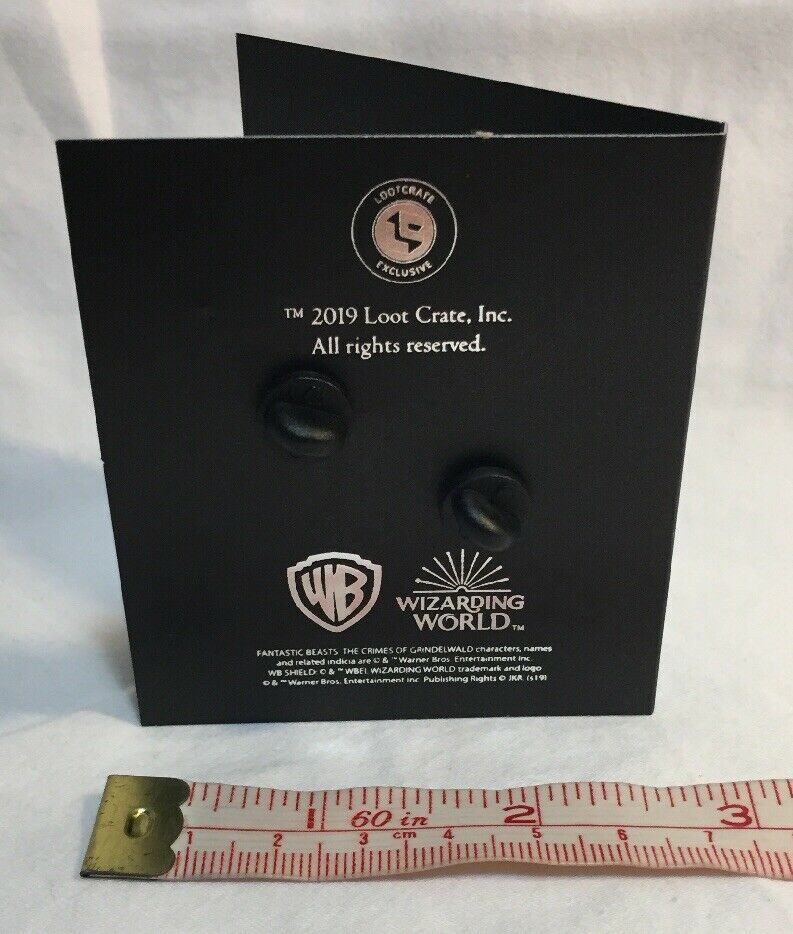 LOOTCRATE
EXCLUSIVE
™ 2019 Loot Crate, Inc.
All rights reserved.
WB
WIZARDING
WORLD™
FANTASTIC BEASTS: THE CRIMES OF GRINDELWALD characters, names
and related indicia are © & ™ Warner Bros. Entertainment Inc.
WB SHIELD: © & ™ WBEI. WIZARDING WORLD trademark and logo
© & ™ Warner Bros. Entertainment Inc. Publishing Rights © JKR. (s19)
1 60 in 2 3
1 2 3 cm 4 5 6 7